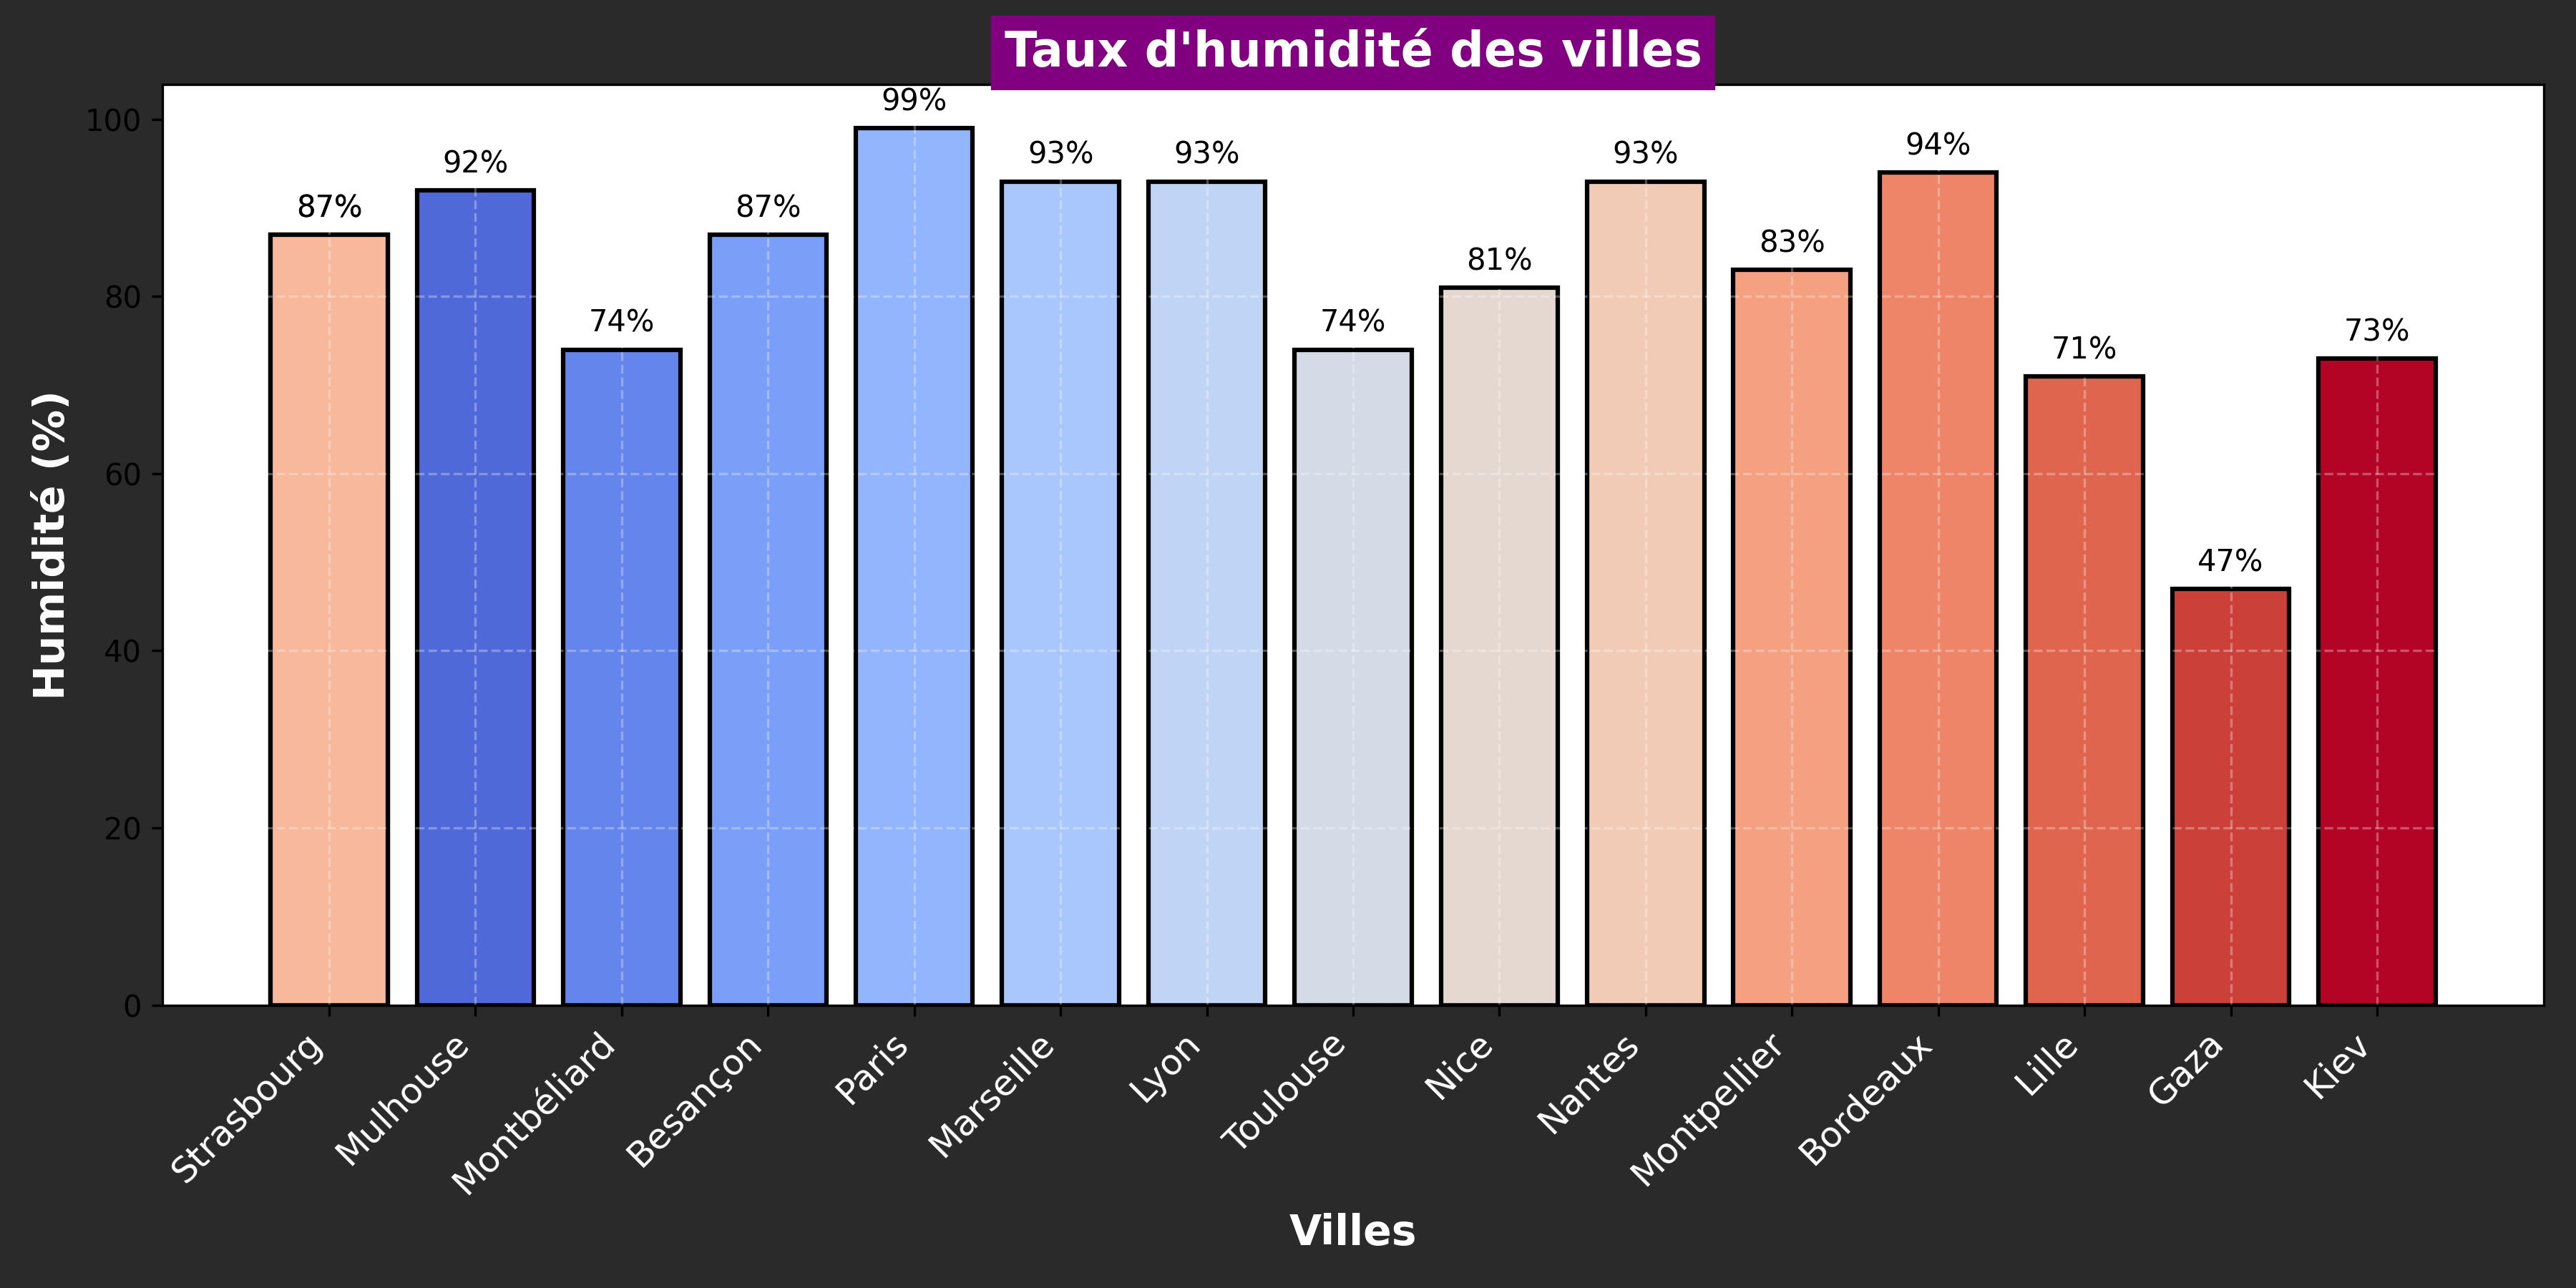 Taux d'humidité des villes
Humidité (%)
100
80
60
40
20
0
87%
92%
74%
87%
99%
93%
93%
74%
81%
93%
83%
94%
71%
47%
73%
Strasbourg
Mulhouse
Montbéliard
Besançon
Paris
Marseille
Lyon
Toulouse
Nice
Nantes
Montpellier
Bordeaux
Lille
Gaza
Kiev
Villes